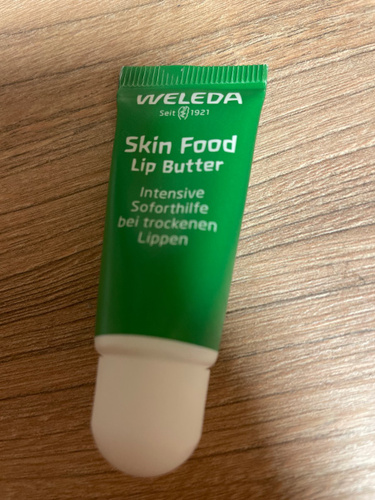 WELEDA
Seit 1921
Skin Food
Lip Butter
Intensive
Soforthilfe
bei trockenen
Lippen